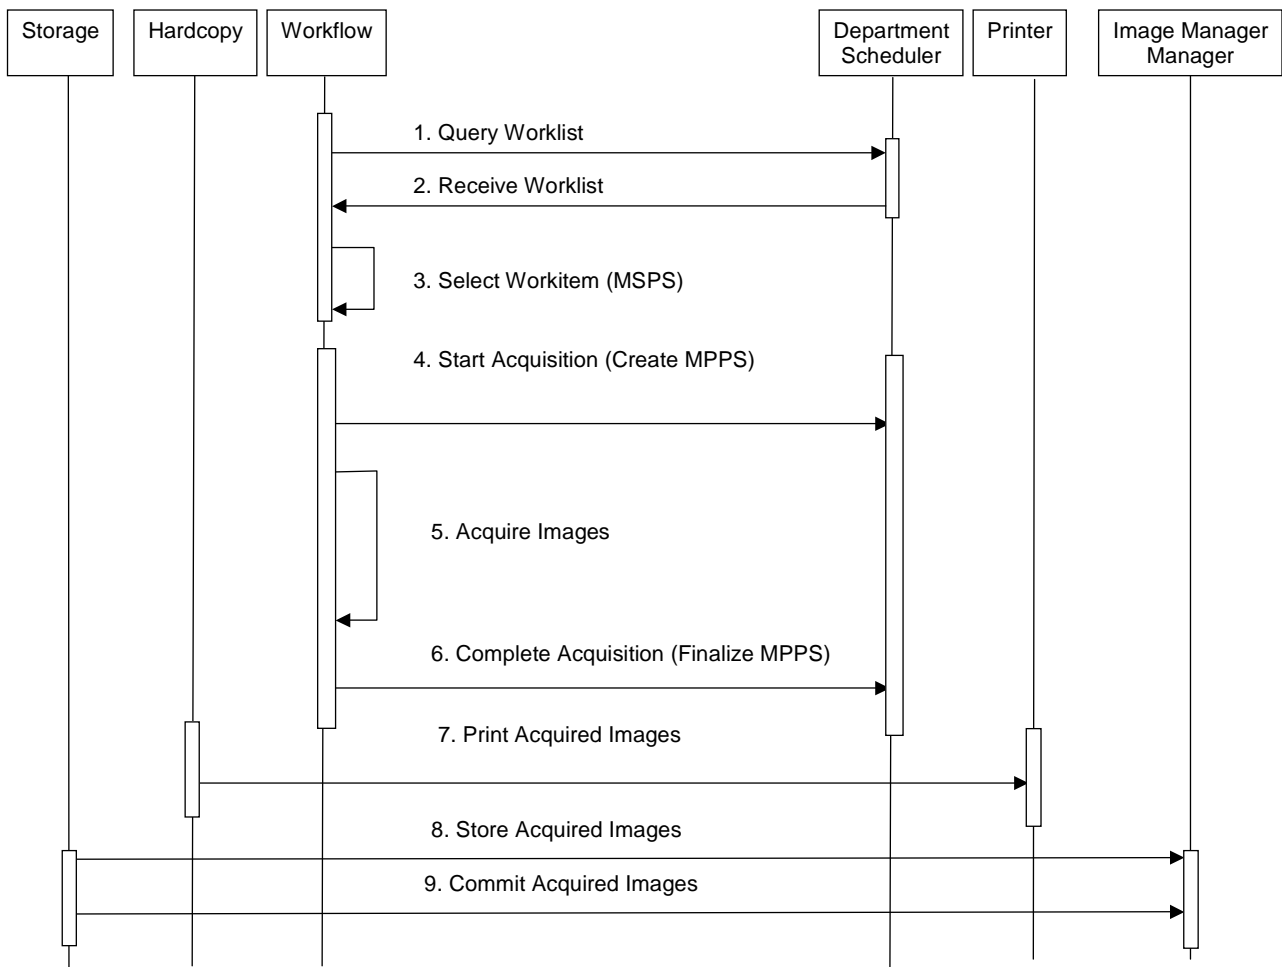 Storage
Hardcopy
Workflow
Department
Scheduler
Printer
Image Manager
Manager
1. Query Worklist
2. Receive Worklist
3. Select Workitem (MSPS)
4. Start Acquisition (Create MPPS)
5. Acquire Images
6. Complete Acquisition (Finalize MPPS)
7. Print Acquired Images
8. Store Acquired Images
9. Commit Acquired Images